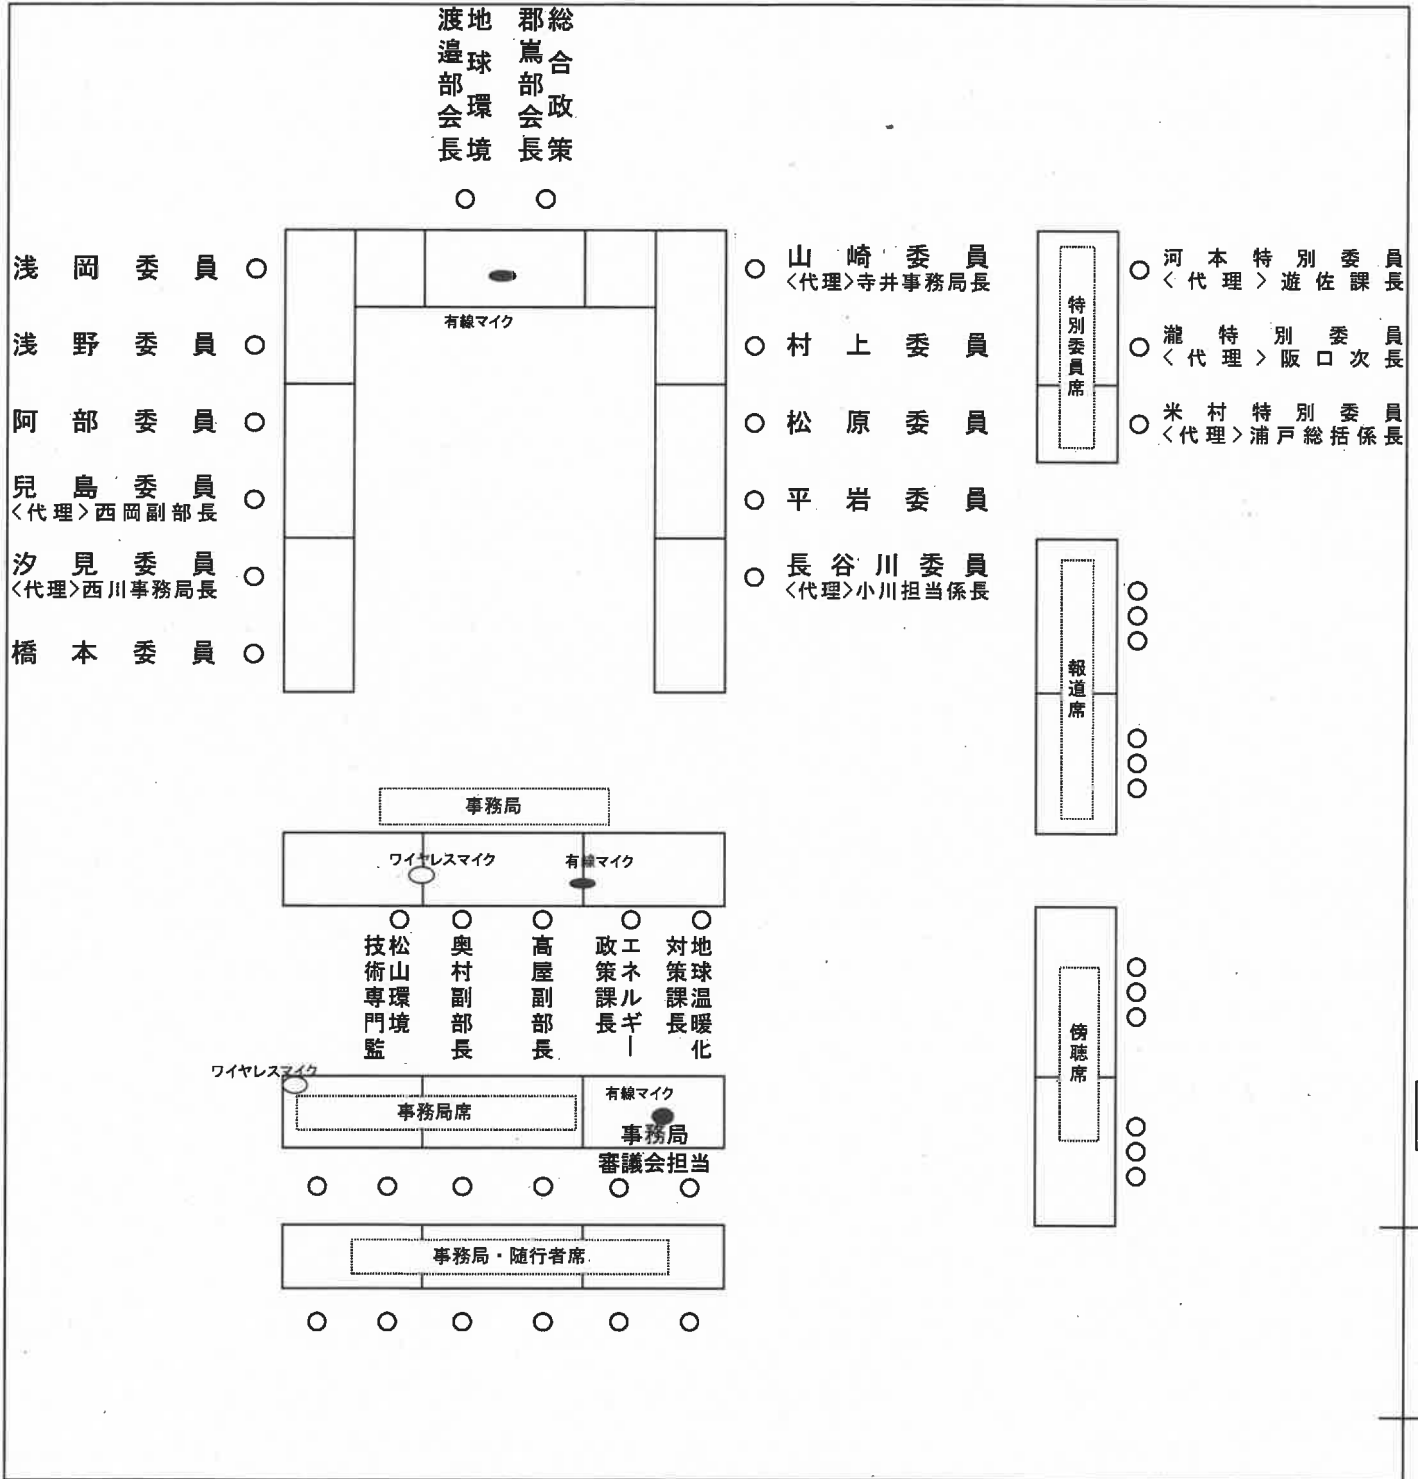 総合政策
郡嶌部会長
地球環境
渡邉部会長
浅岡委員
浅野委員
阿部委員
兒島委員
<代理>西岡副部長
汐見委員
<代理>西川事務局長
橋本委員
有線マイク
山崎委員
<代理>寺井事務局長
村上委員
松原委員
平岩委員
長谷川委員
<代理>小川担当係長
特別委員席
河本特別委員
<代理>遊佐課長
瀧特別委員
<代理>阪口次長
米村特別委員
<代理>浦戸総括係長
報道席
傍聴席
事務局
ワイヤレスマイク
有線マイク
松山環境
技術専門監
奥村副部長
高屋副部長
エネルギー
政策課長
地球温暖化
対策課長
ワイヤレスマイク
有線マイク
事務局席
事務局
審議会担当
事務局・随行者席